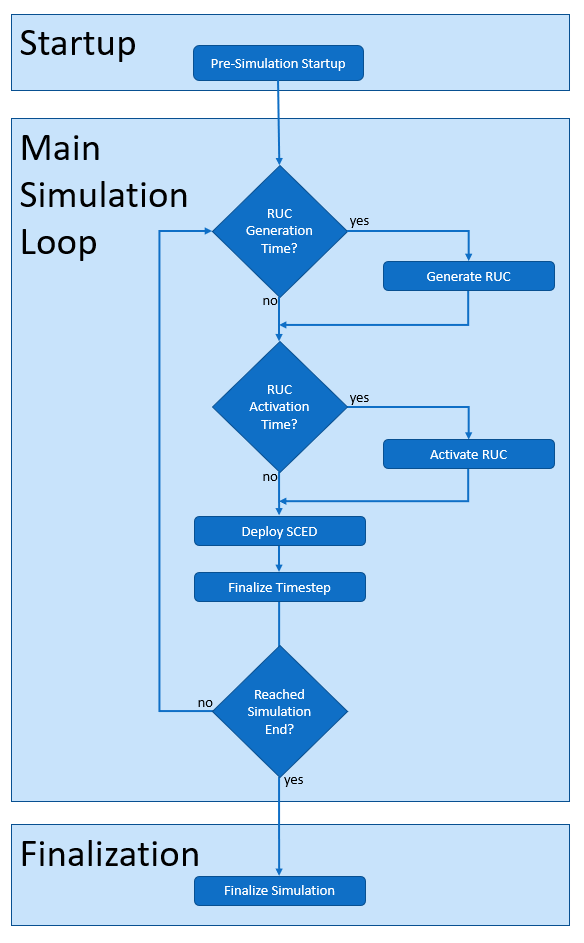 Startup
Pre-Simulation Startup
Main
Simulation
Loop
RUC
Generation
Time?
yes
Generate RUC
no
RUC
Activation
Time?
yes
Activate RUC
no
Deploy SCED
Finalize Timestep
Reached
Simulation
End?
no
yes
Finalization
Finalize Simulation